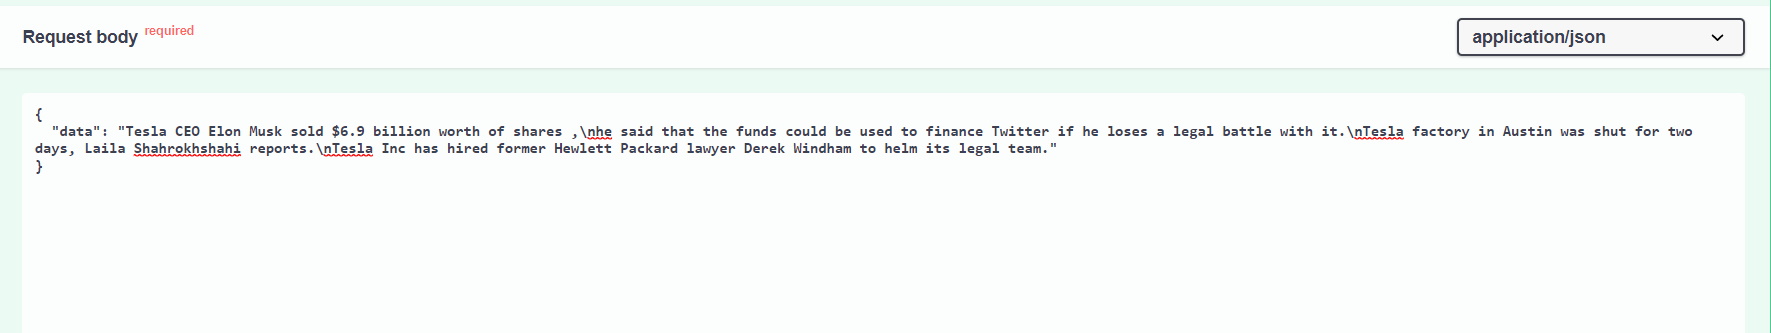 Request body required
application/json
{
"data": "Tesla CEO Elon Musk sold $6.9 billion worth of shares ,\nhe said that the funds could be used to finance Twitter if he loses a legal battle with it.\nTesla factory in Austin was shut for two
days, Laila Shahrokhshahi reports.\nTesla Inc has hired former Hewlett Packard lawyer Derek Windham to helm its legal team."
}